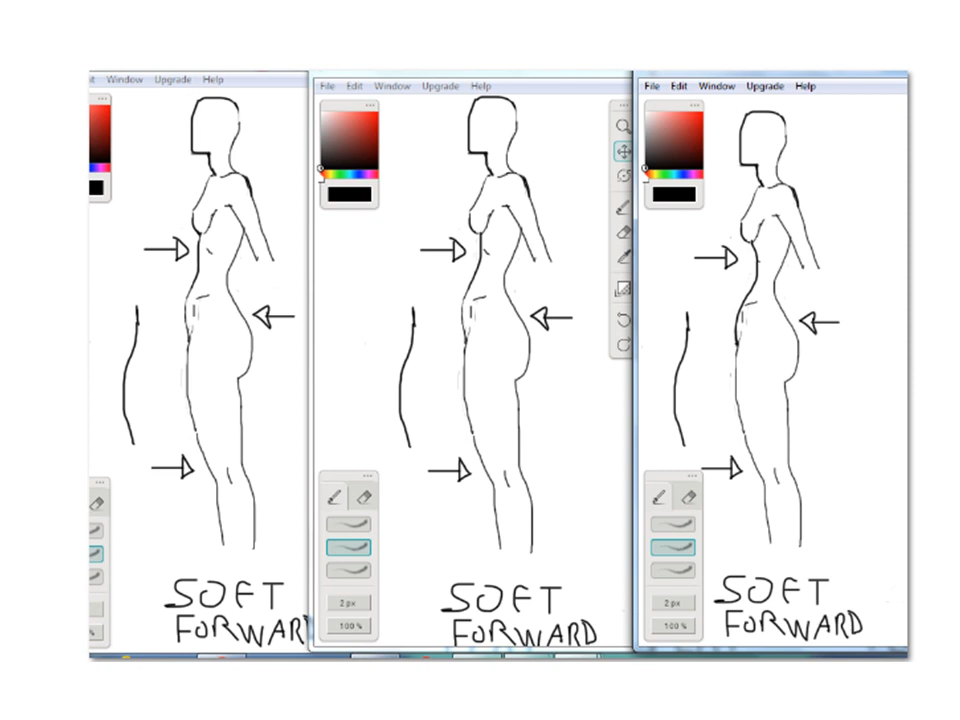 Window Upgrade Help
File Edit Window Upgrade Help
File Edit Window Upgrade Help
SOFT
FORWAR
2 px
100 %
SOFT
FORWARD
2 px
100 %
SOFT
FORWARD